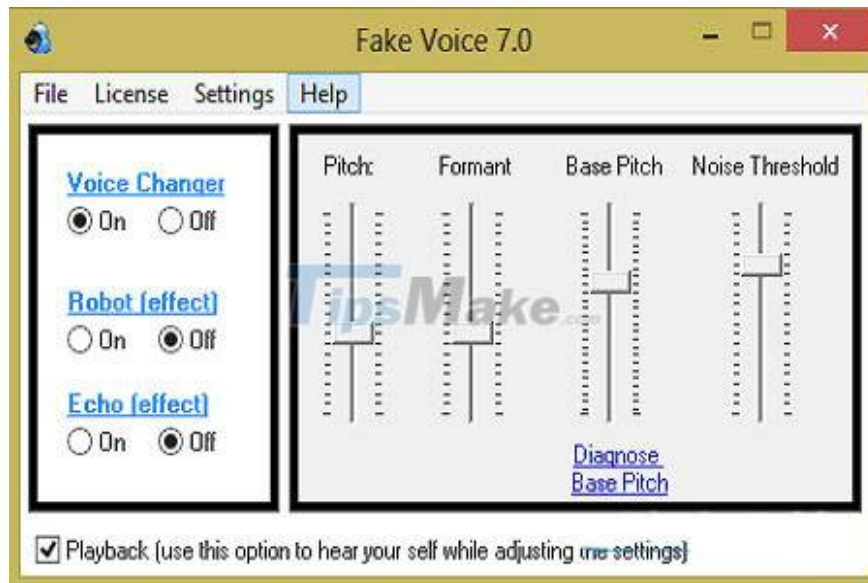 Fake Voice 7.0
File License Settings Help
Voice Changer
On Off
Robot (effect)
On Off
Echo (effect)
On Off
Pitch: Formant Base Pitch Noise Threshold
TipsMake.com
Diagnose
Base Pitch
Playback (use this option to hear your self while adjusting the settings)